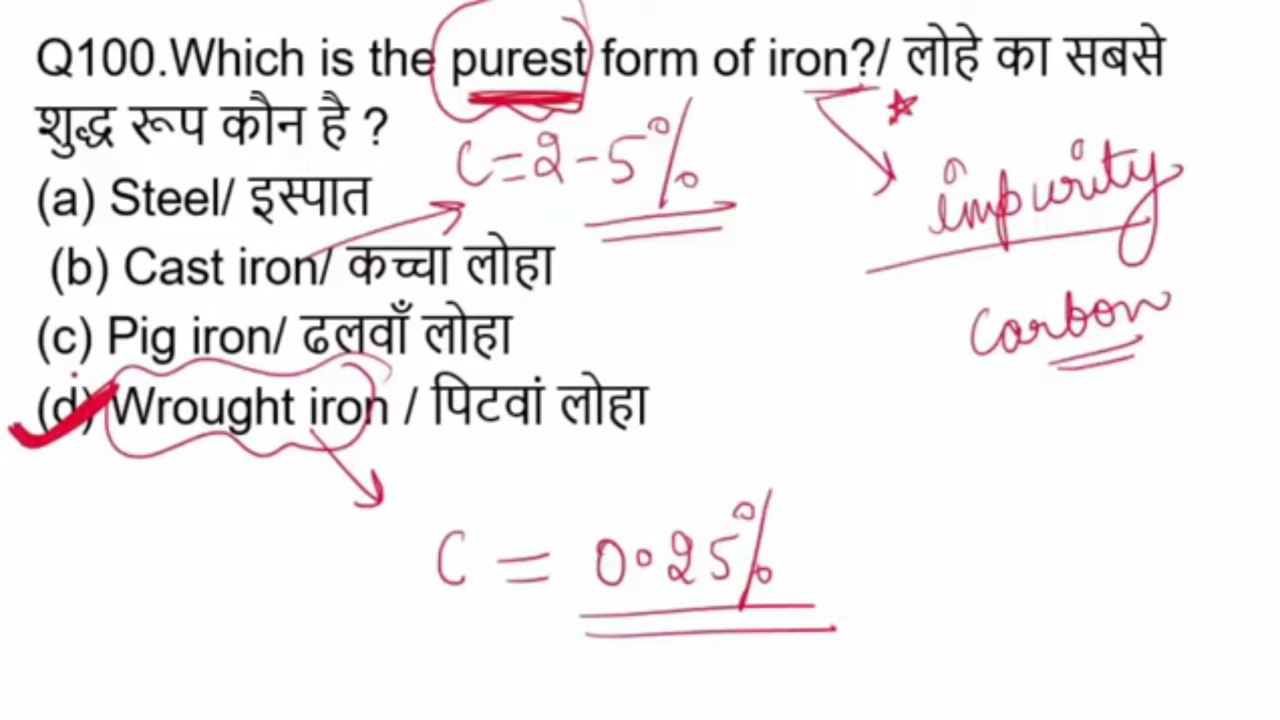 Q100.Which is the purest form of iron?/ लोहे का सबसे
शुद्ध रूप कौन है ?
C=2-5%
impurity
(a) Steel/ इस्पात
(b) Cast iron/ कच्चा लोहा
carbon
(c) Pig iron/ ढलवाँ लोहा
(d) Wrought iron / पिटवां लोहा
C = 0.25%